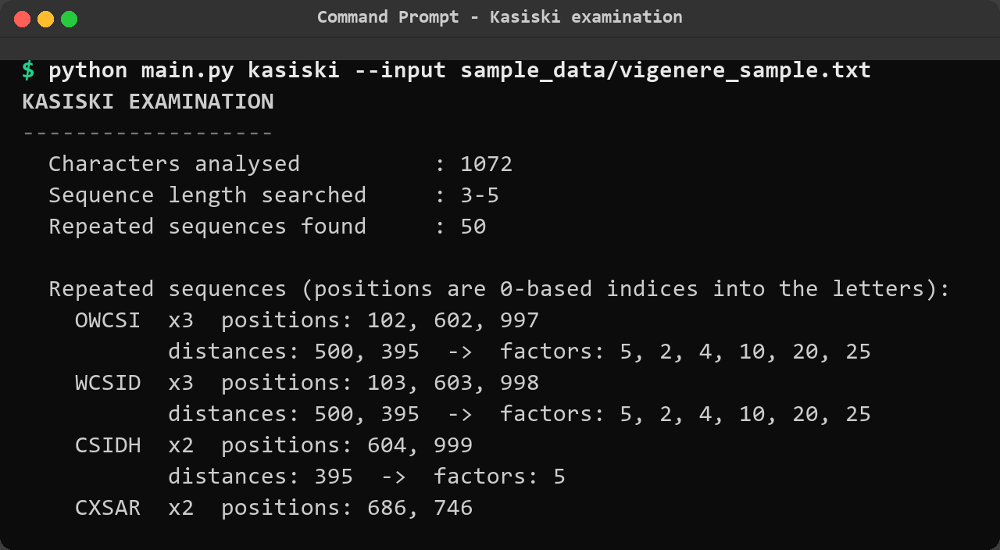 Command Prompt - Kasiski examination
$ python main.py kasiski --input sample_data/vigenere_sample.txt
KASISKI EXAMINATION
-------------------
  Characters analysed          : 1072
  Sequence length searched     : 3-5
  Repeated sequences found     : 50

  Repeated sequences (positions are 0-based indices into the letters):
    OWCSI  x3  positions: 102, 602, 997
           distances: 500, 395  ->  factors: 5, 2, 4, 10, 20, 25
    WCSID  x3  positions: 103, 603, 998
           distances: 500, 395  ->  factors: 5, 2, 4, 10, 20, 25
    CSIDH  x2  positions: 604, 999
           distances: 395  ->  factors: 5
    CXSAR  x2  positions: 686, 746